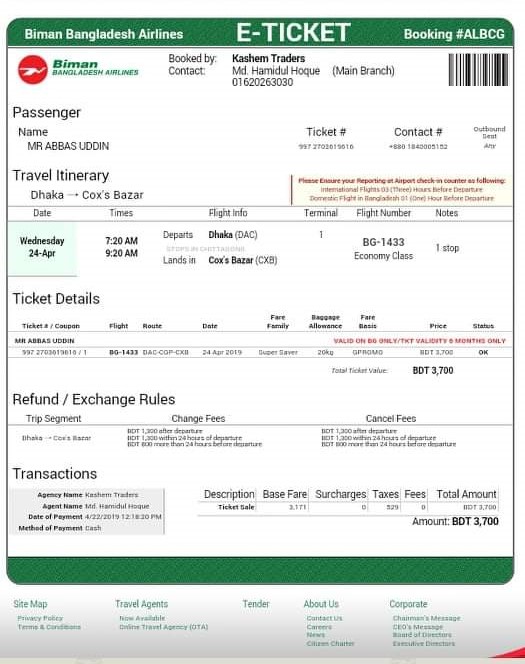 Biman Bangladesh Airlines E-TICKET Booking #ALBCG
Biman
BANGLADESH AIRLINES
Booked by: Kashem Traders
Contact: Md. Hamidul Hoque (Main Branch)
01620263030
Passenger
Name Ticket # Contact # Outbound Seat
MR ABBAS UDDIN 997 2703619616 +880 1840005152
Travel Itinerary
Please Ensure your Reporting at Airport check-in counter as following:
International Flights 03 (Three) Hours Before Departure
Domestic Flight in Bangladesh 01 (One) Hour Before Departure
Dhaka → Cox's Bazar
Date Times Flight Info Terminal Flight Number Notes
Wednesday
24-Apr
7:20 AM
9:20 AM
Departs Dhaka (DAC)
STOPS IN CHITTAGONG
Lands in Cox's Bazar (CXB)
1
BG-1433
Economy Class
1 stop
Ticket Details
Ticket # / Coupon Flight Route Date Fare Family Baggage Allowance Fare Basis Price Status
MR ABBAS UDDIN VALID ON BG ONLY/TKT VALIDITY 6 MONTHS ONLY
997 2703619616 / 1 BG-1433 DAC-CGP-CXB 24 Apr 2019 Super Saver 20kg GPROMO BDT 3,700 OK
Total Ticket Value: BDT 3,700
Refund / Exchange Rules
Trip Segment Change Fees Cancel Fees
Dhaka → Cox's Bazar
BDT 1,300 after departure
BDT 1,300 within 24 hours of departure
BDT 800 more than 24 hours before departure
BDT 1,300 after departure
BDT 1,300 within 24 hours of departure
BDT 800 more than 24 hours before departure
Transactions
Agency Name Kashem Traders
Agent Name Md. Hamidul Hoque
Date of Payment 4/22/2019 12:18:20 PM
Method of Payment Cash
Description Base Fare Surcharges Taxes Fees Total Amount
Ticket Sale 3,171 0 529 0 BDT 3,700
Amount: BDT 3,700
Site Map Travel Agents Tender About Us Corporate
Privacy Policy
Terms & Conditions
Now Available
Online Travel Agency (OTA)
Contact Us
Careers
News
Citizen Charter
Chairman's Message
CEO's Message
Board of Directors
Executive Directors